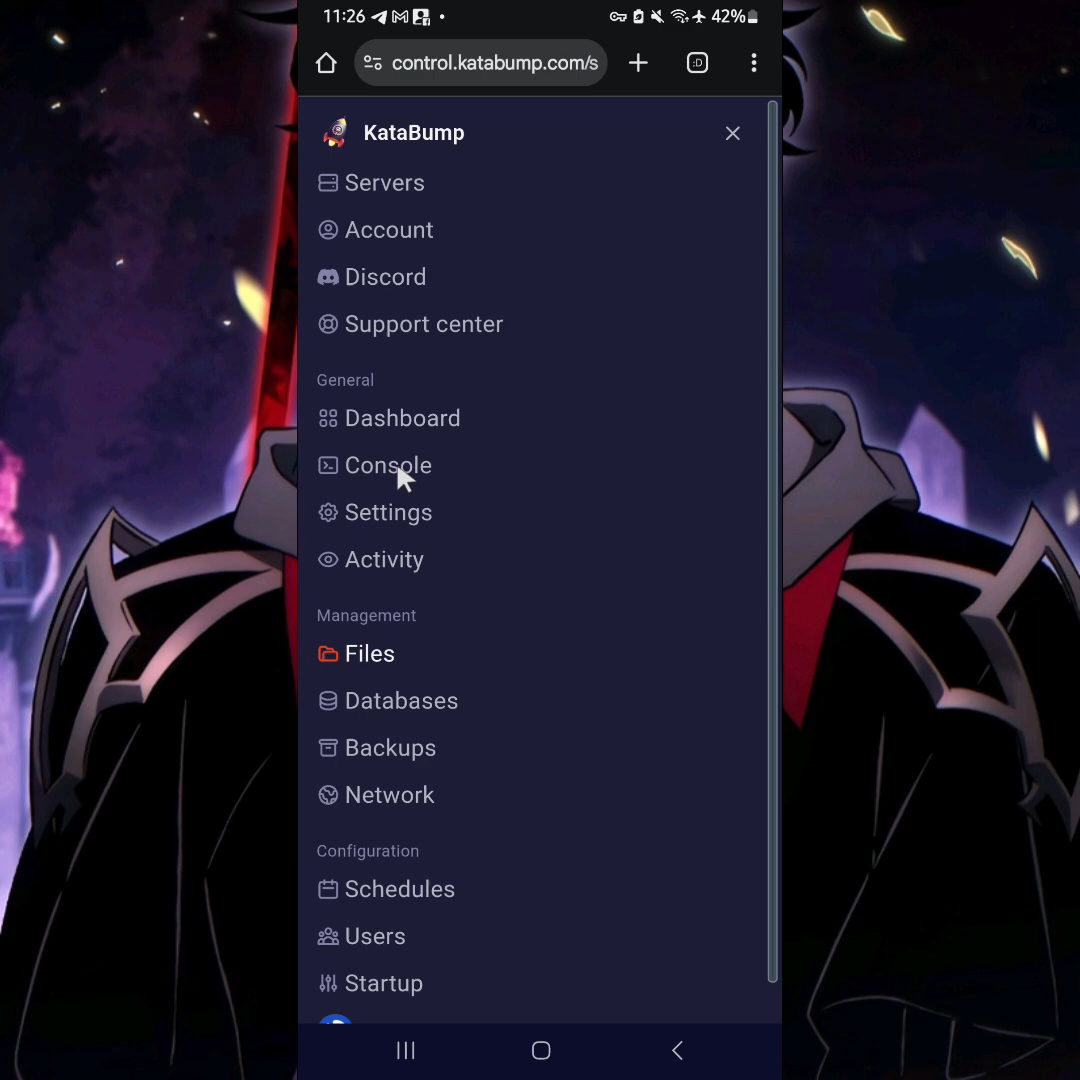 11:26 42%
control.katabump.com/s :D
KataBump
Servers
Account
Discord
Support center
General
Dashboard
Console
Settings
Activity
Management
Files
Databases
Backups
Network
Configuration
Schedules
Users
Startup